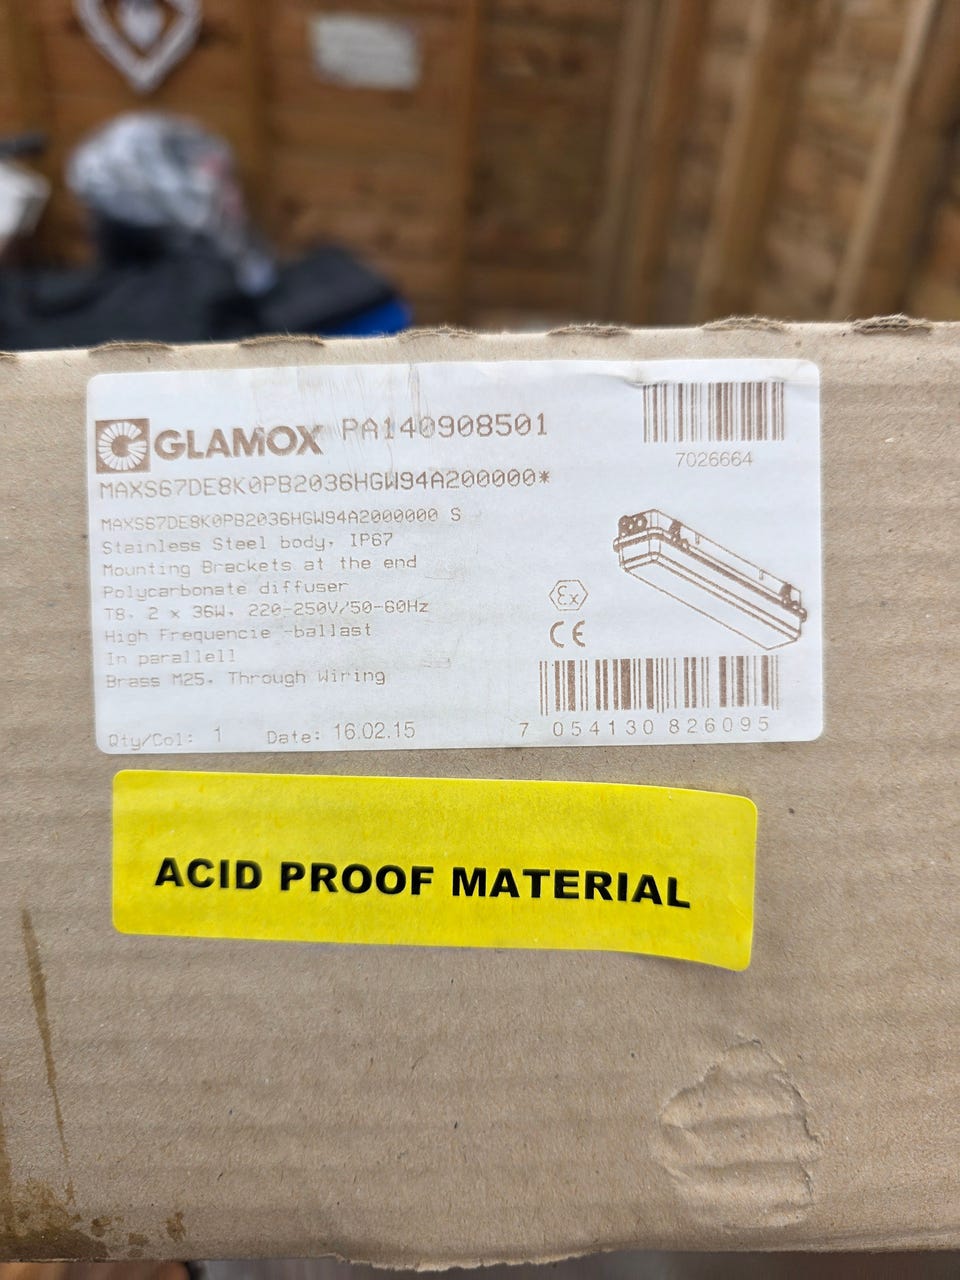 GLAMOX PA140908501
7026664
MAXS67DE8K0PB2036HGW94A200000*
MAXS67DE8K0PB2036HGW94A2000000 S
Stainless Steel body, IP67
Mounting Brackets at the end
Polycarbonate diffuser
T8, 2 x 36W, 220-250V/50-60Hz
High Frequencie -ballast
In parallell
Brass M25, Through Wiring
Ex
CE
Qty/Col: 1 Date: 16.02.15
7 054130 826095
ACID PROOF MATERIAL